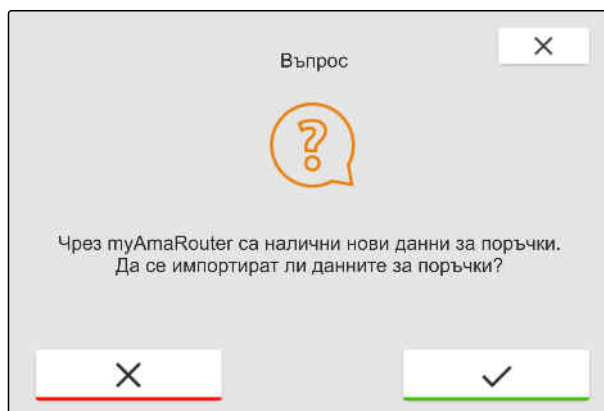 Въпрос
Чрез myAmaRouter са налични нови данни за поръчки.
Да се импортират ли данните за поръчки?